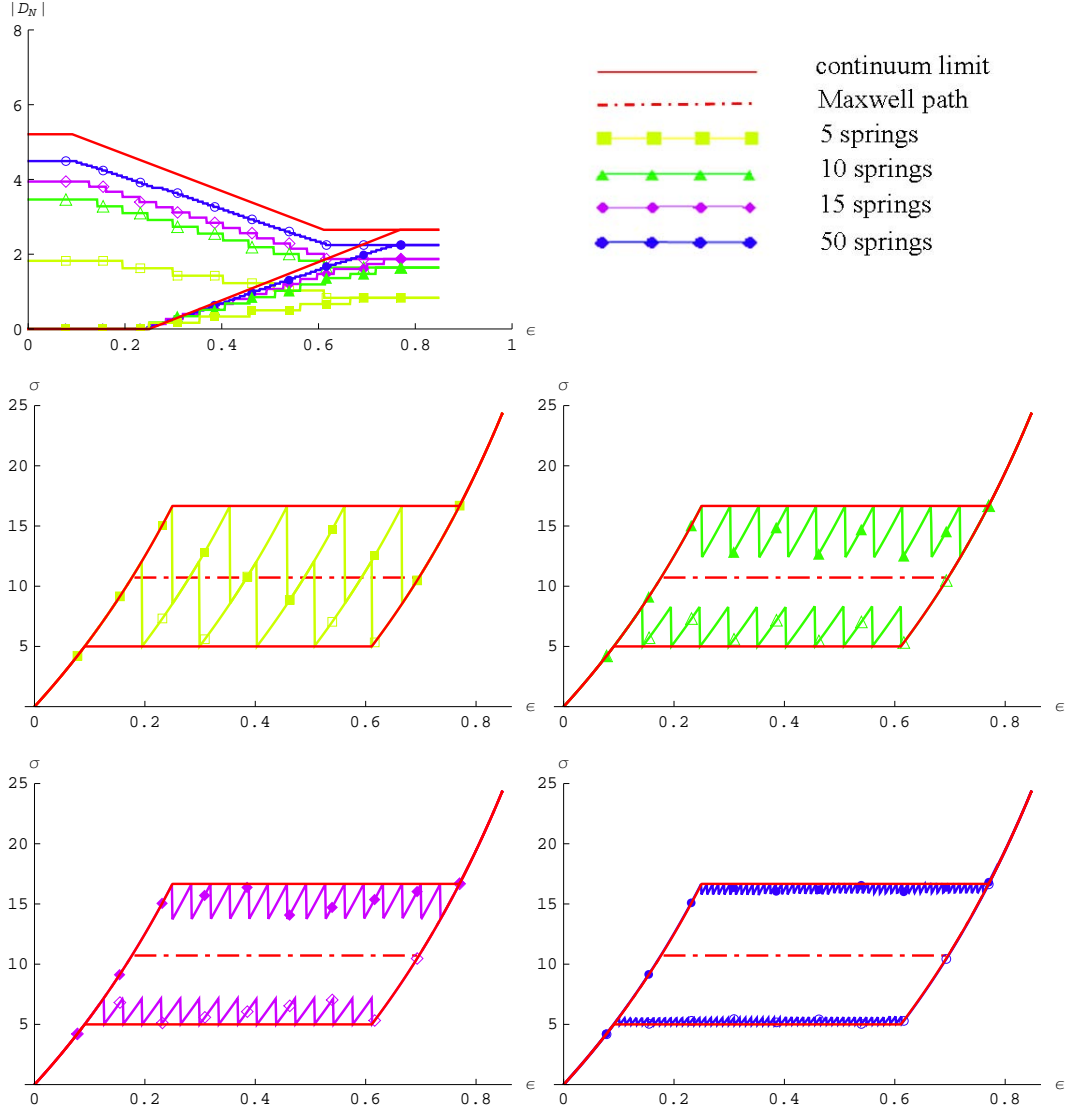 |D_N|
8
6
4
2
0
0 0.2 0.4 0.6 0.8 1
ϵ
continuum limit
Maxwell path
5 springs
10 springs
15 springs
50 springs
σ
25
20
15
10
5
0 0.2 0.4 0.6 0.8
ϵ
σ
25
20
15
10
5
0 0.2 0.4 0.6 0.8
ϵ
σ
25
20
15
10
5
0 0.2 0.4 0.6 0.8
ϵ
σ
25
20
15
10
5
0 0.2 0.4 0.6 0.8
ϵ